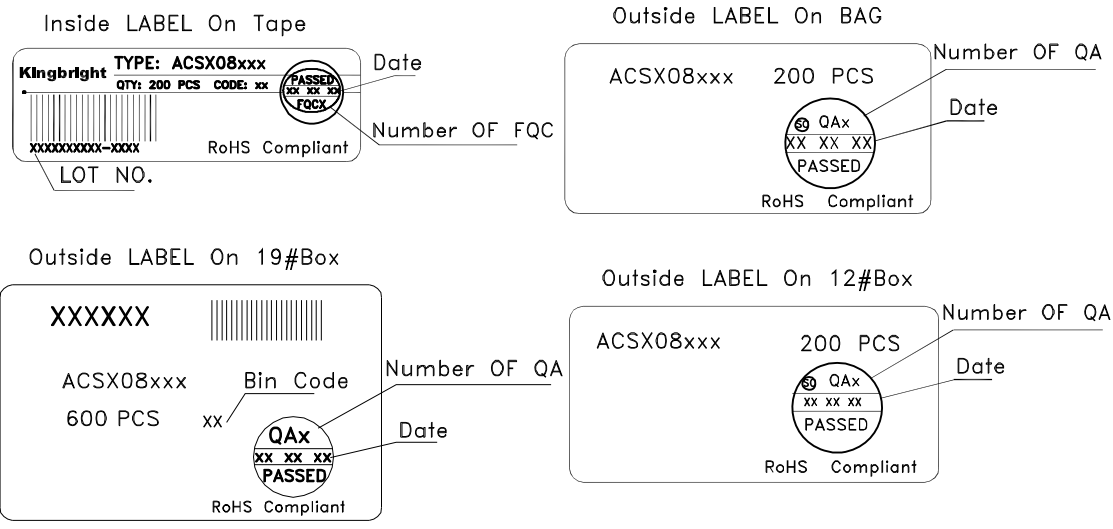 Inside LABEL On Tape
Kingbright
TYPE: ACSX08xxx
QTY: 200 PCS CODE: xx
PASSED
xx xx xx
FQCX
Date
Number OF FQC
XXXXXXXXXX-XXXX
RoHS Compliant
LOT NO.
Outside LABEL On BAG
ACSX08xxx 200 PCS
Number OF QA
SQ QAx
Date
XX XX XX
PASSED
RoHS Compliant
Outside LABEL On 19#Box
XXXXXX
ACSX08xxx Bin Code
600 PCS xx
Number OF QA
QAx
Date
XX XX XX
PASSED
RoHS Compliant
Outside LABEL On 12#Box
ACSX08xxx 200 PCS
Number OF QA
SQ QAx
Date
xx xx xx
PASSED
RoHS Compliant